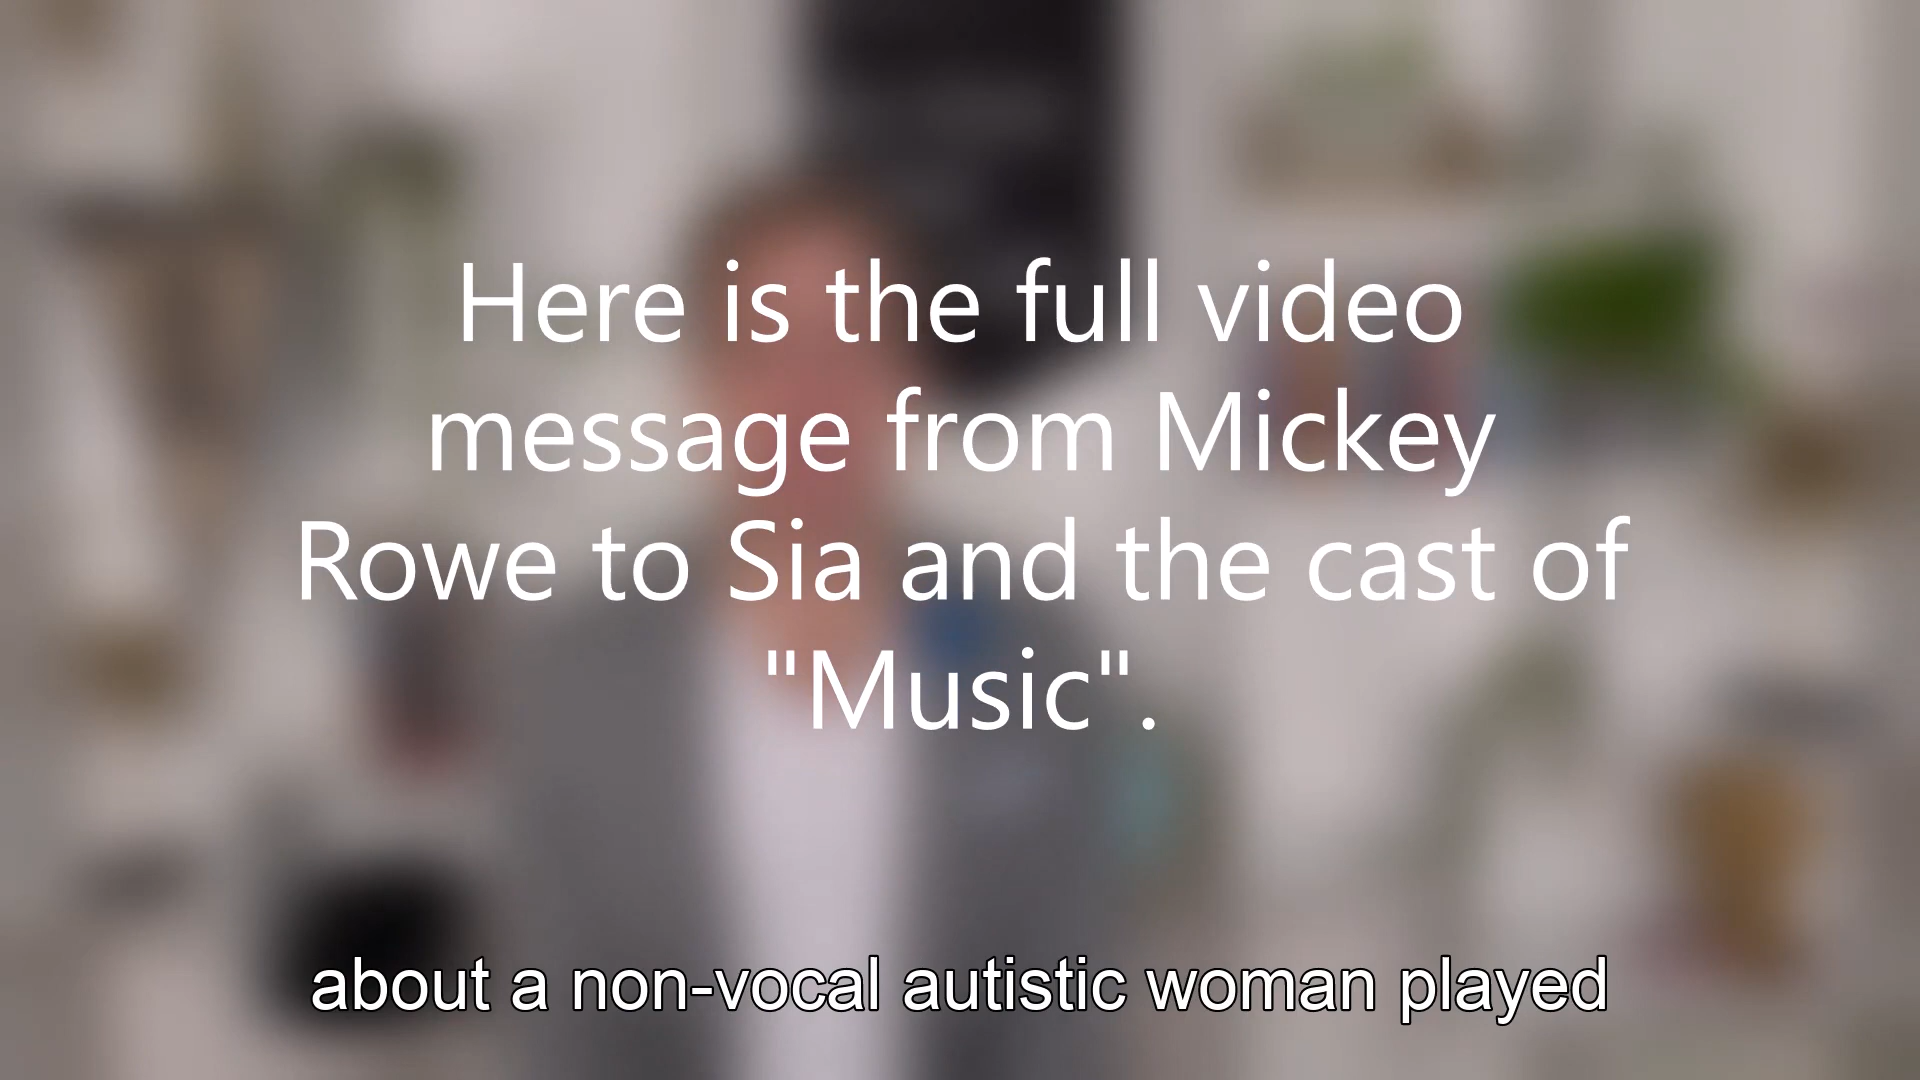 Here is the full video
message from Mickey
Rowe to Sia and the cast of
"Music".
about a non-vocal autistic woman played